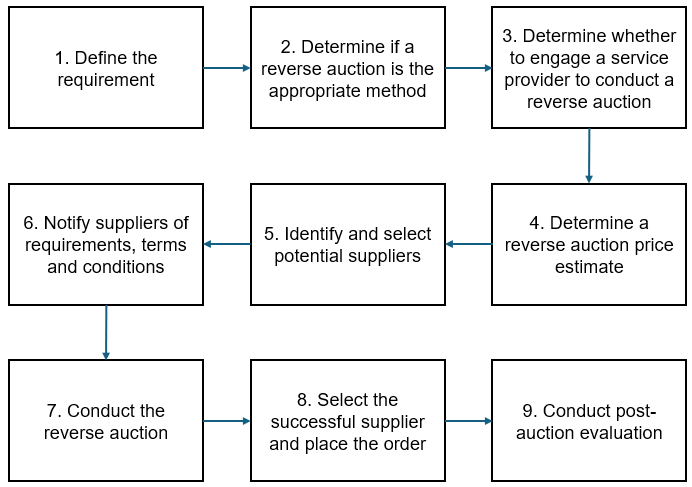 1. Define the
requirement
2. Determine if a
reverse auction is the
appropriate method
3. Determine whether
to engage a service
provider to conduct a
reverse auction
4. Determine a
reverse auction price
estimate
5. Identify and select
potential suppliers
6. Notify suppliers of
requirements, terms
and conditions
7. Conduct the
reverse auction
8. Select the
successful supplier
and place the order
9. Conduct post-
auction evaluation